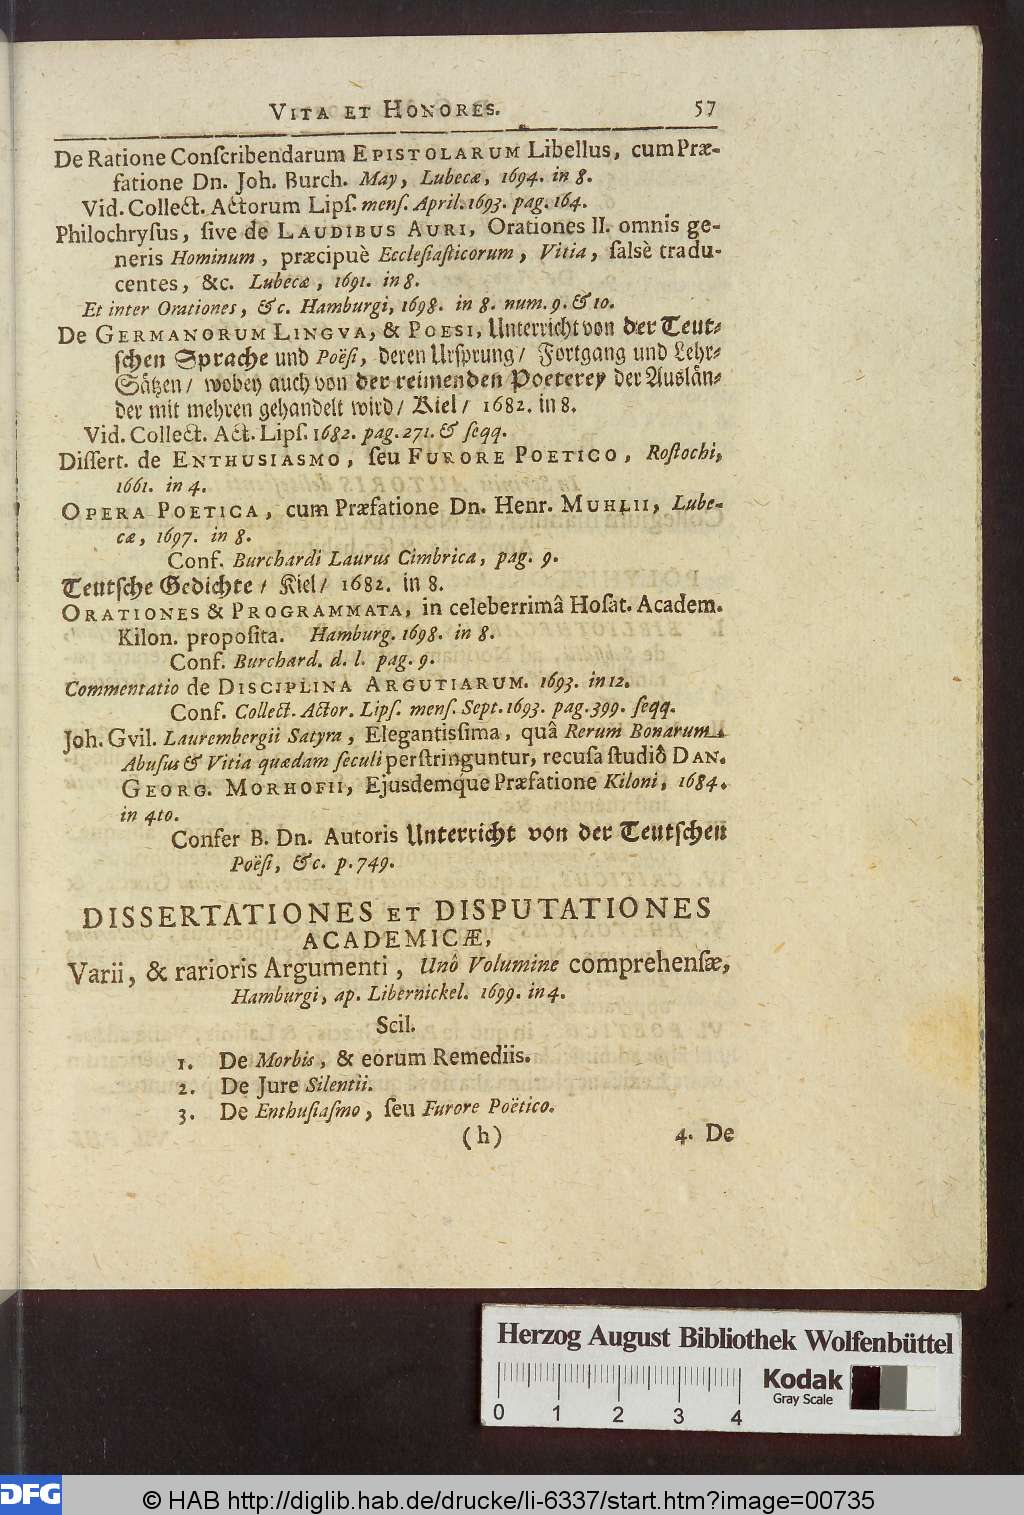 VITA ET HONORES. 57
De Ratione Conſcribendarum EPISTOLARUM Libellus, cum Præ-
fatione Dn. Joh. Burch. May, Lubecæ, 1694. in 8.
Vid. Collect. Actorum Lipſ. menſ. April. 1693. pag. 164.
Philochryſus, ſive de LAUDIBUS AURI, Orationes II. omnis ge-
neris Hominum, præcipuè Eccleſiaſticorum, Vitia, ſalsè tradu-
centes, &c. Lubecæ, 1691. in 8.
Et inter Orationes, &c. Hamburgi, 1698. in 8. num. 9. & 10.
De GERMANORUM LINGVA, & POESI, Unterricht von der Teut-
ſchen Sprache und Poëſi, deren Urſprung/ Fortgang und Lehr-
Sätzen/ wobey auch von der reimenden Poeterey der Auslän-
der mit mehren gehandelt wird/ Kiel/ 1682. in 8.
Vid. Collect. Act. Lipſ. 1682. pag. 271. & ſeqq.
Diſſert. de ENTHUSIASMO, ſeu FURORE POETICO, Roſtochi,
1661. in 4.
OPERA POETICA, cum Præfatione Dn. Henr. MUHLII, Lube-
cæ, 1697. in 8.
Conf. Burchardi Laurus Cimbrica, pag. 9.
Teutſche Gedichte/ Kiel/ 1682. in 8.
ORATIONES & PROGRAMMATA, in celeberrimâ Hoſat. Academ.
Kilon. propoſita. Hamburg. 1698. in 8.
Conf. Burchard. d. l. pag. 9.
Commentatio de DISCIPLINA ARGUTIARUM. 1693. in 12.
Conf. Collect. Actor. Lipſ. menſ. Sept. 1693. pag. 399. ſeqq.
Joh. Gvil. Laurembergii Satyra, Elegantiſſima, quâ Rerum Bonarum
Abuſus & Vitia quædam ſeculi perſtringuntur, recuſa ſtudiô DAN.
GEORG. MORHOFII, Ejusdemque Præfatione Kiloni, 1684.
in 4to.
Confer B. Dn. Autoris Unterricht von der Teutſchen
Poëſi, &c. p. 749.
DISSERTATIONES ET DISPUTATIONES
ACADEMICÆ,
Varii, & rarioris Argumenti, Unô Volumine comprehenſæ,
Hamburgi, ap. Libernickel. 1699. in 4.
Scil.
1. De Morbis, & eorum Remediis.
2. De Jure Silentii.
3. De Enthuſiaſmo, ſeu Furore Poëtico.
(h) 4. De
Herzog August Bibliothek Wolfenbüttel
Kodak
Gray Scale
0 1 2 3 4
DFG
© HAB http://diglib.hab.de/drucke/li-6337/start.htm?image=00735